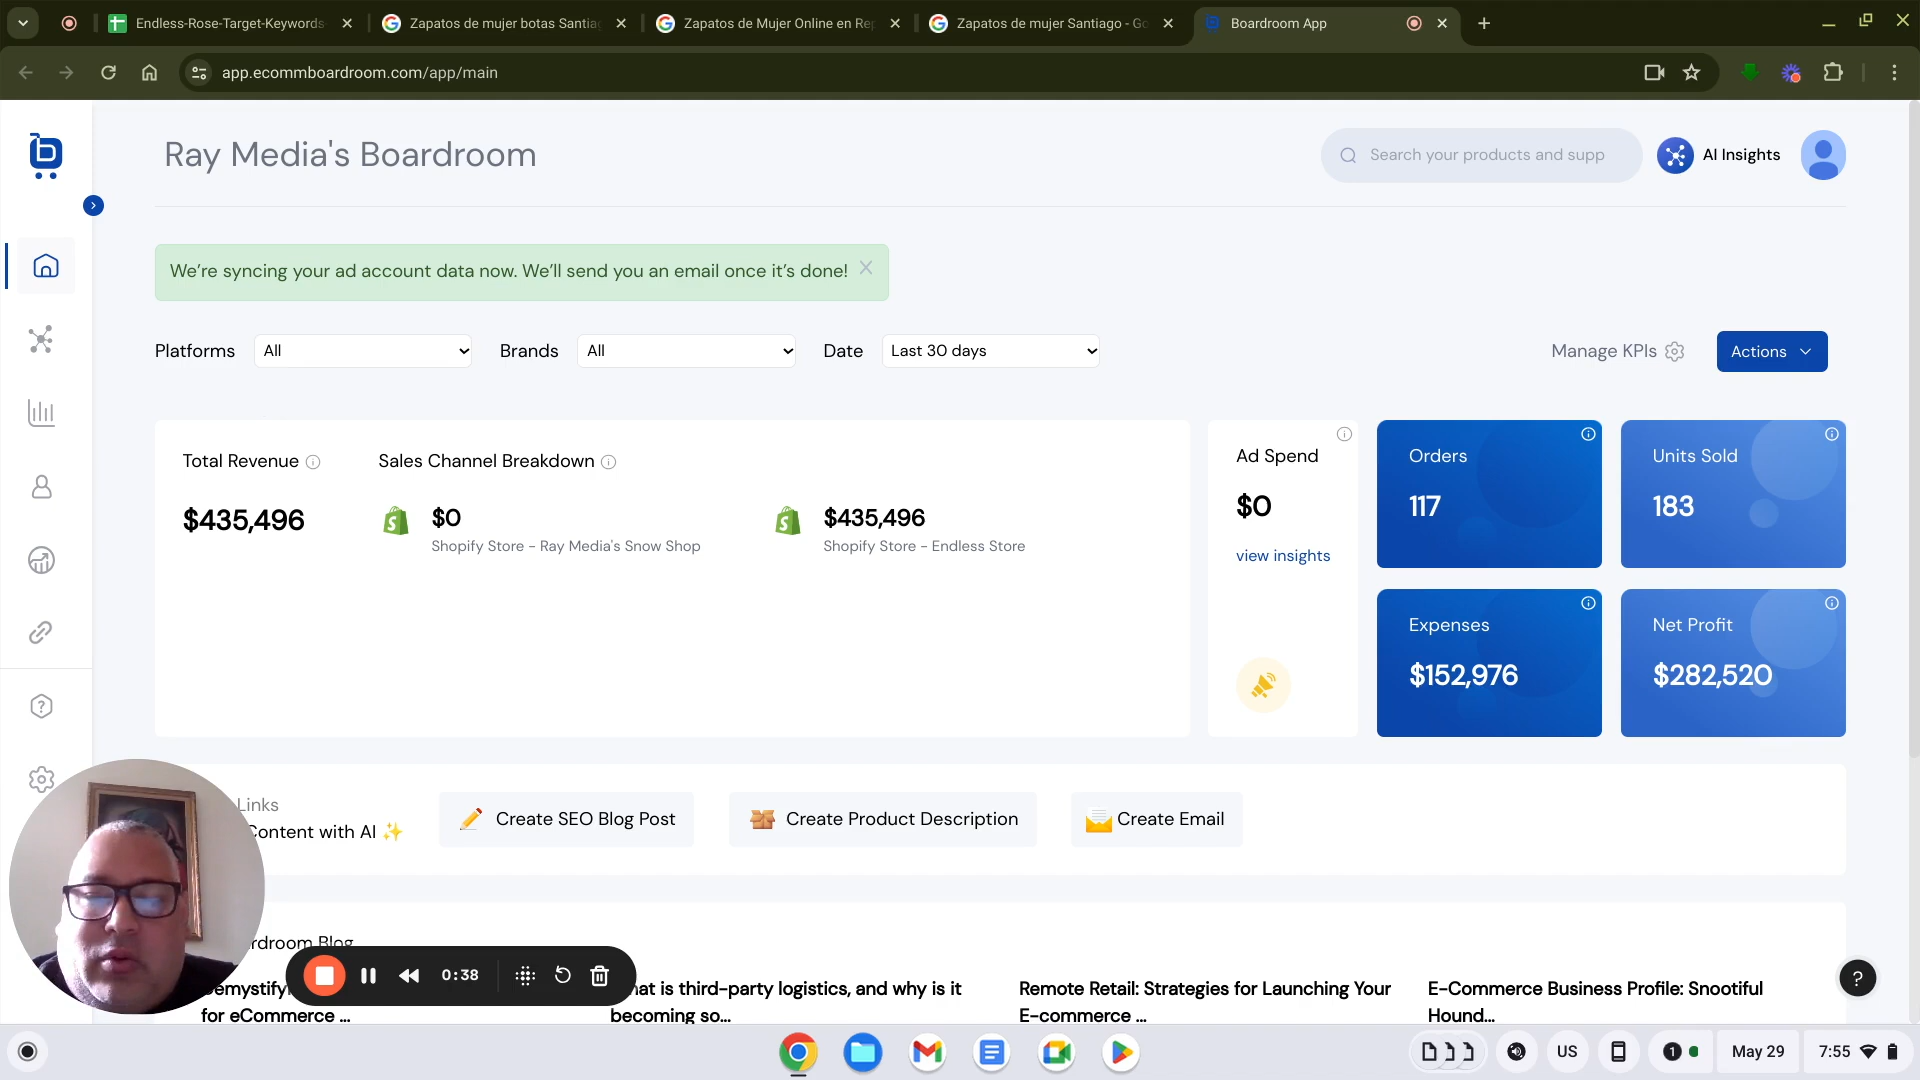 Endless-Rose-Target-Keywords-
Zapatos de mujer botas Santia
Zapatos de Mujer Online en Rep
Zapatos de mujer Santiago - Go
Boardroom App
app.ecommboardroom.com/app/main
Ray Media's Boardroom
Search your products and supp
AI Insights
We're syncing your ad account data now. We'll send you an email once it's done!
Platforms All Brands All Date Last 30 days
Manage KPIs
Actions
Total Revenue
$435,496
Sales Channel Breakdown
$0
Shopify Store - Ray Media's Snow Shop
$435,496
Shopify Store - Endless Store
Ad Spend
$0
view insights
Orders
117
Units Sold
183
Expenses
$152,976
Net Profit
$282,520
Links
Content with AI
Create SEO Blog Post
Create Product Description
Create Email
rdroom Blog
emystify
for eCommerce ...
hat is third-party logistics, and why is it
becoming so...
Remote Retail: Strategies for Launching Your
E-commerce ...
E-Commerce Business Profile: Snootiful
Hound...
0:38
?
US
1
May 29
7:55